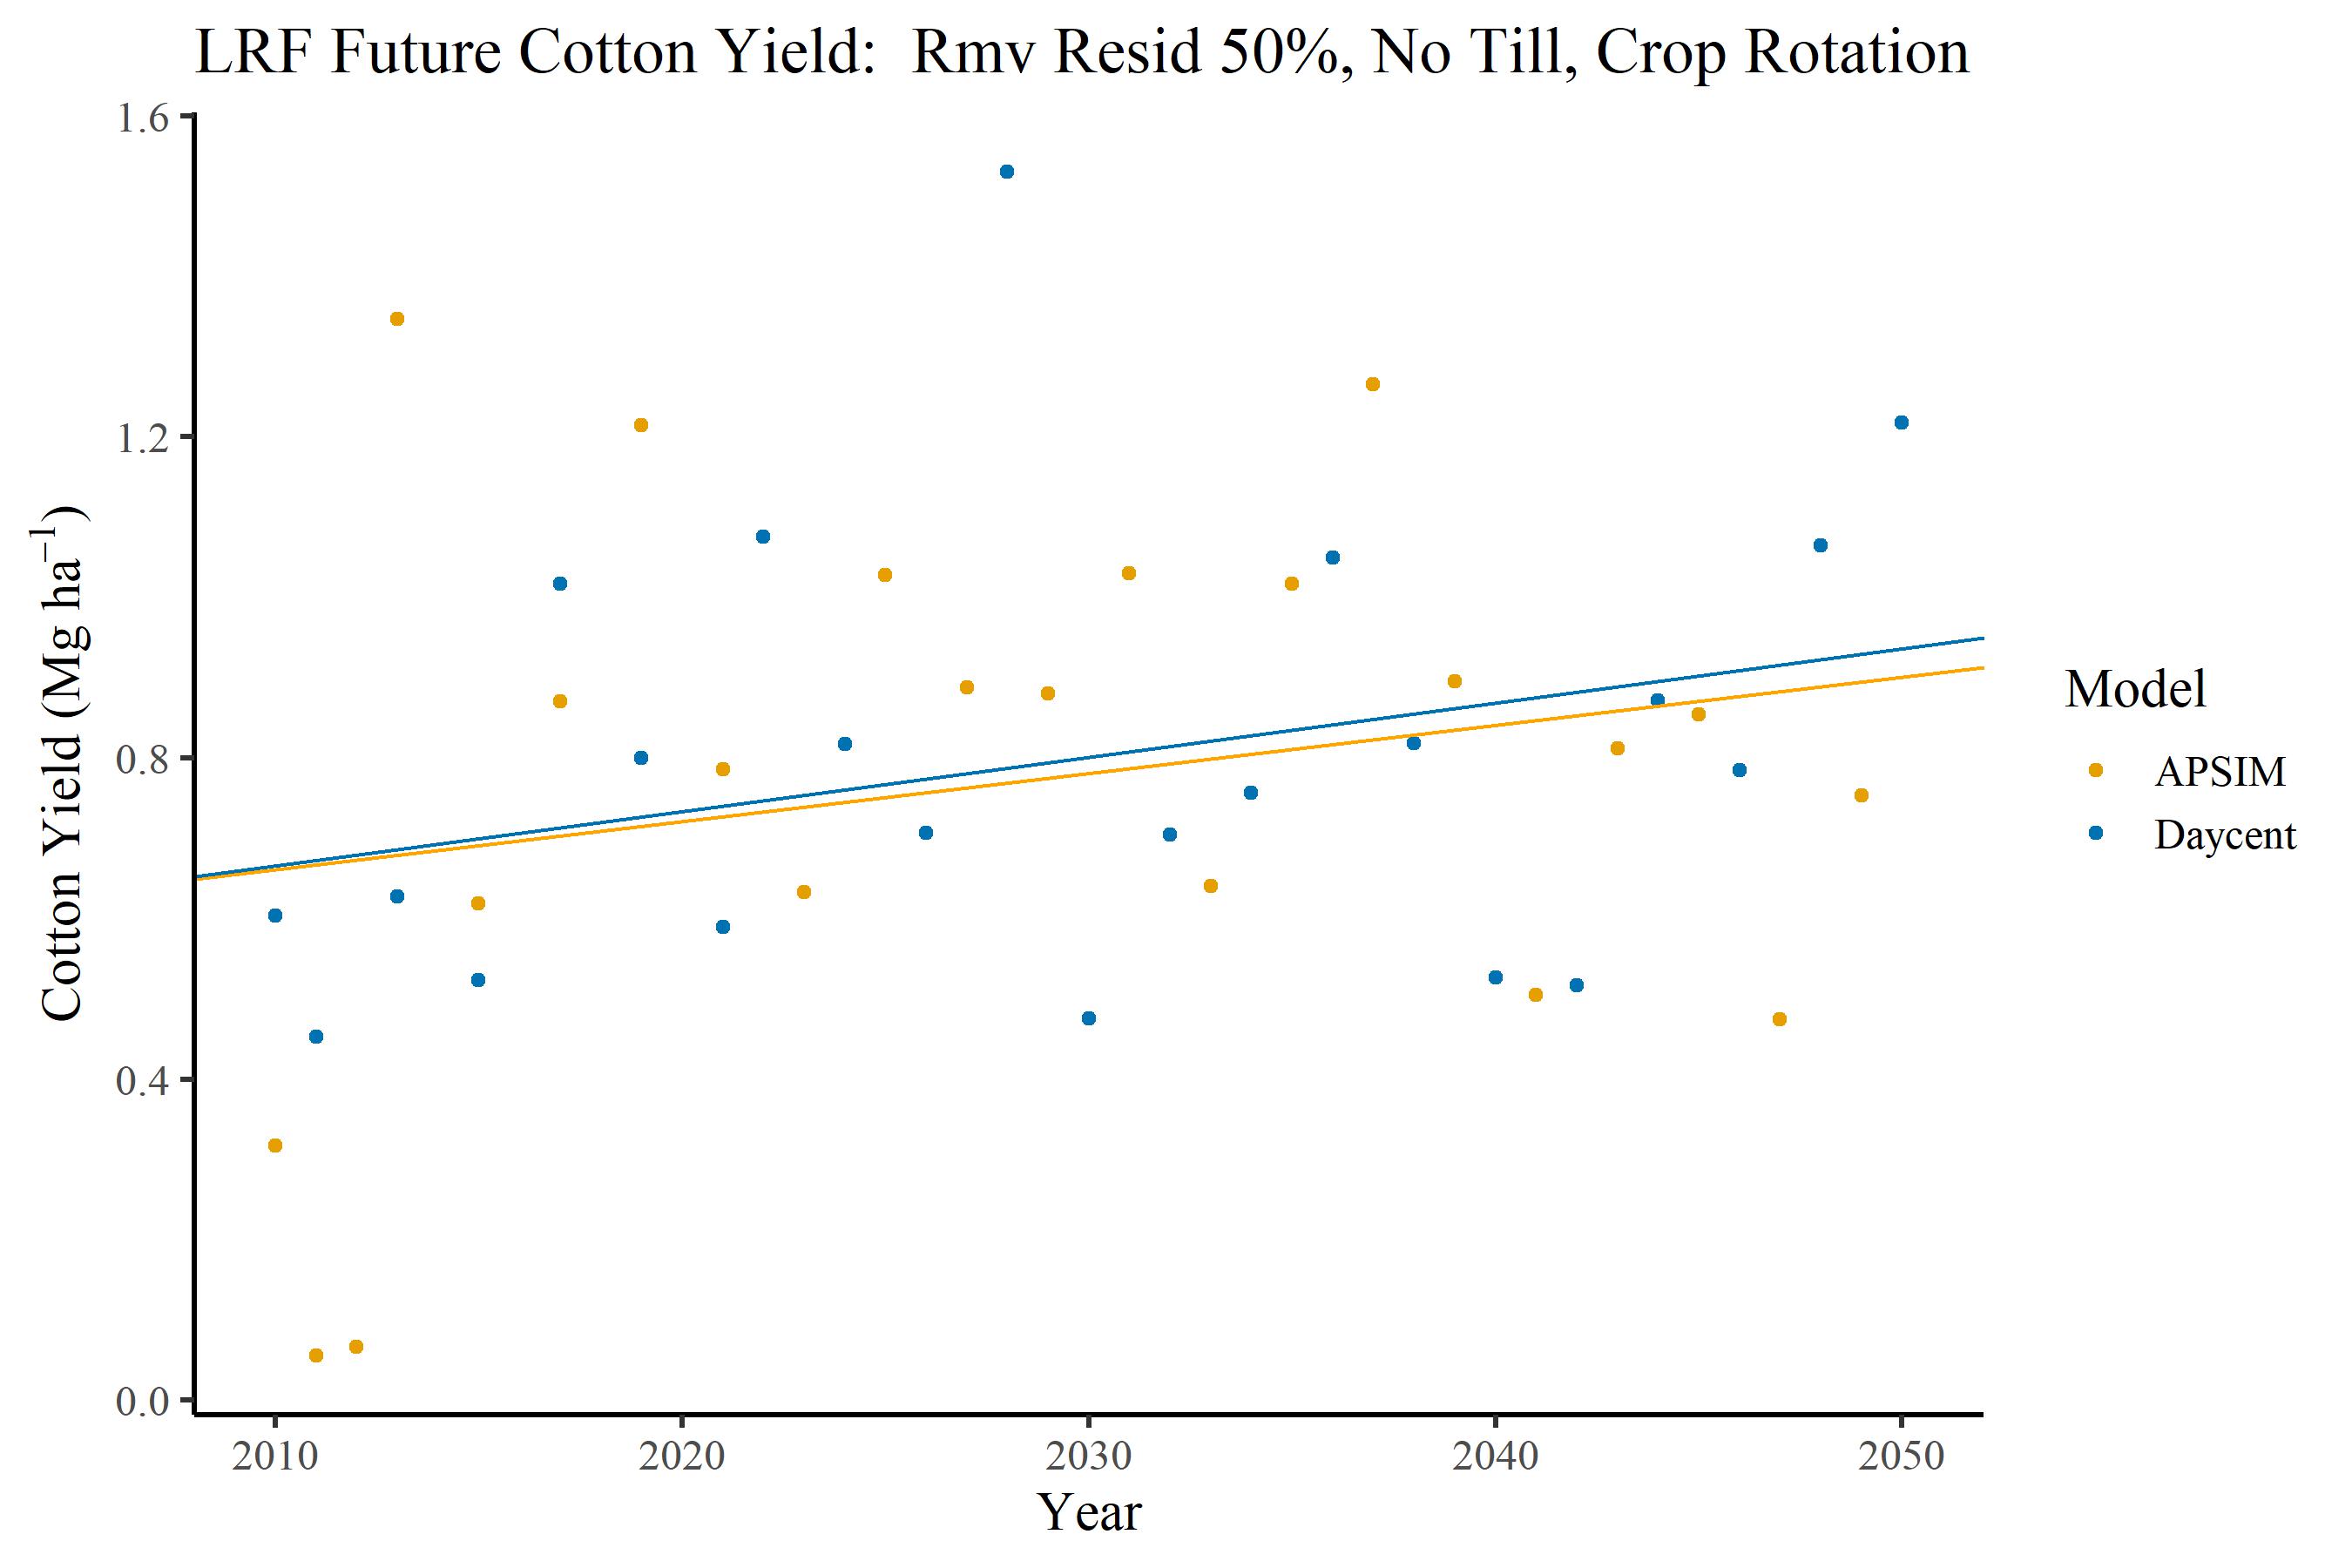 LRF Future Cotton Yield:  Rmv Resid 50%, No Till, Crop Rotation
1.6
1.2
0.8
0.4
0.0
Cotton Yield (Mg ha⁻¹)
2010 2020 2030 2040 2050
Year
Model
APSIM
Daycent